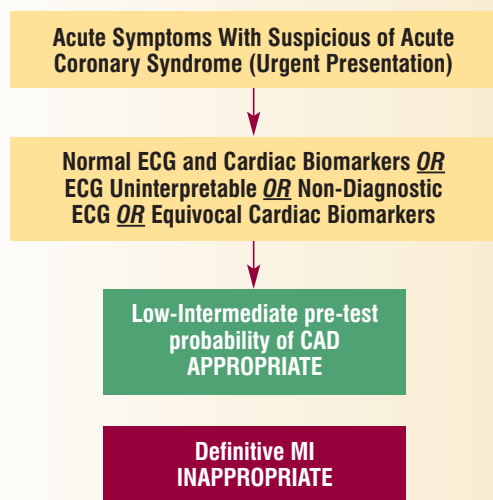 Acute Symptoms With Suspicious of Acute
Coronary Syndrome (Urgent Presentation)
Normal ECG and Cardiac Biomarkers OR
ECG Uninterpretable OR Non-Diagnostic
ECG OR Equivocal Cardiac Biomarkers
Low-Intermediate pre-test
probability of CAD
APPROPRIATE
Definitive MI
INAPPROPRIATE